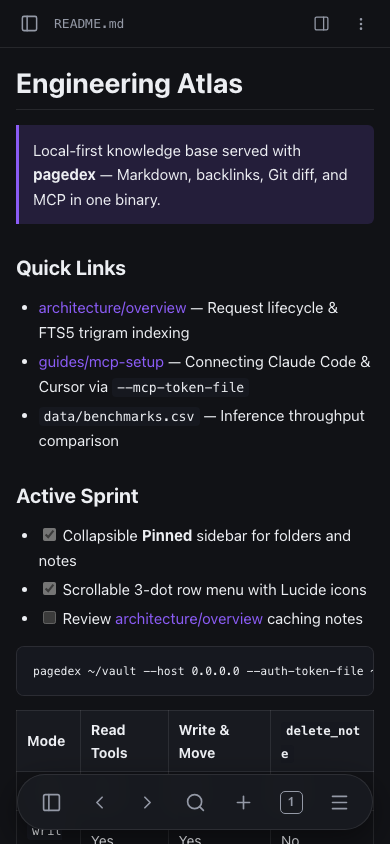 README.md
Engineering Atlas
Local-first knowledge base served with
pagedex — Markdown, backlinks, Git diff, and
MCP in one binary.
Quick Links
• architecture/overview — Request lifecycle &
FTS5 trigram indexing
• guides/mcp-setup — Connecting Claude Code &
Cursor via --mcp-token-file
• data/benchmarks.csv — Inference throughput
comparison
Active Sprint
• Collapsible Pinned sidebar for folders and
notes
• Scrollable 3-dot row menu with Lucide icons
• Review architecture/overview caching notes
pagedex ~/vault --host 0.0.0.0 --auth-token-file ~
Mode Read Tools Write & Move delete_note
1
writ Yes Yes No